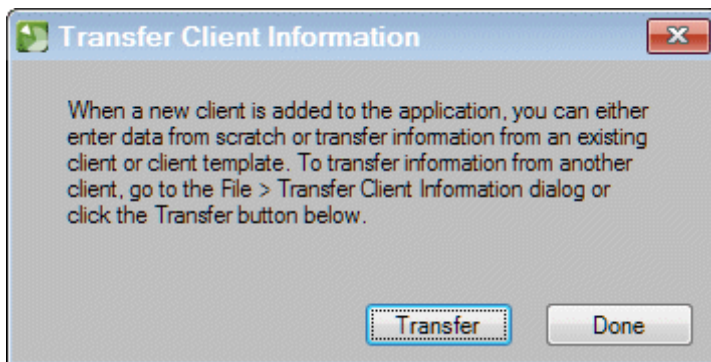 Transfer Client Information
When a new client is added to the application, you can either
enter data from scratch or transfer information from an existing
client or client template. To transfer information from another
client, go to the File > Transfer Client Information dialog or
click the Transfer button below.
Transfer Done